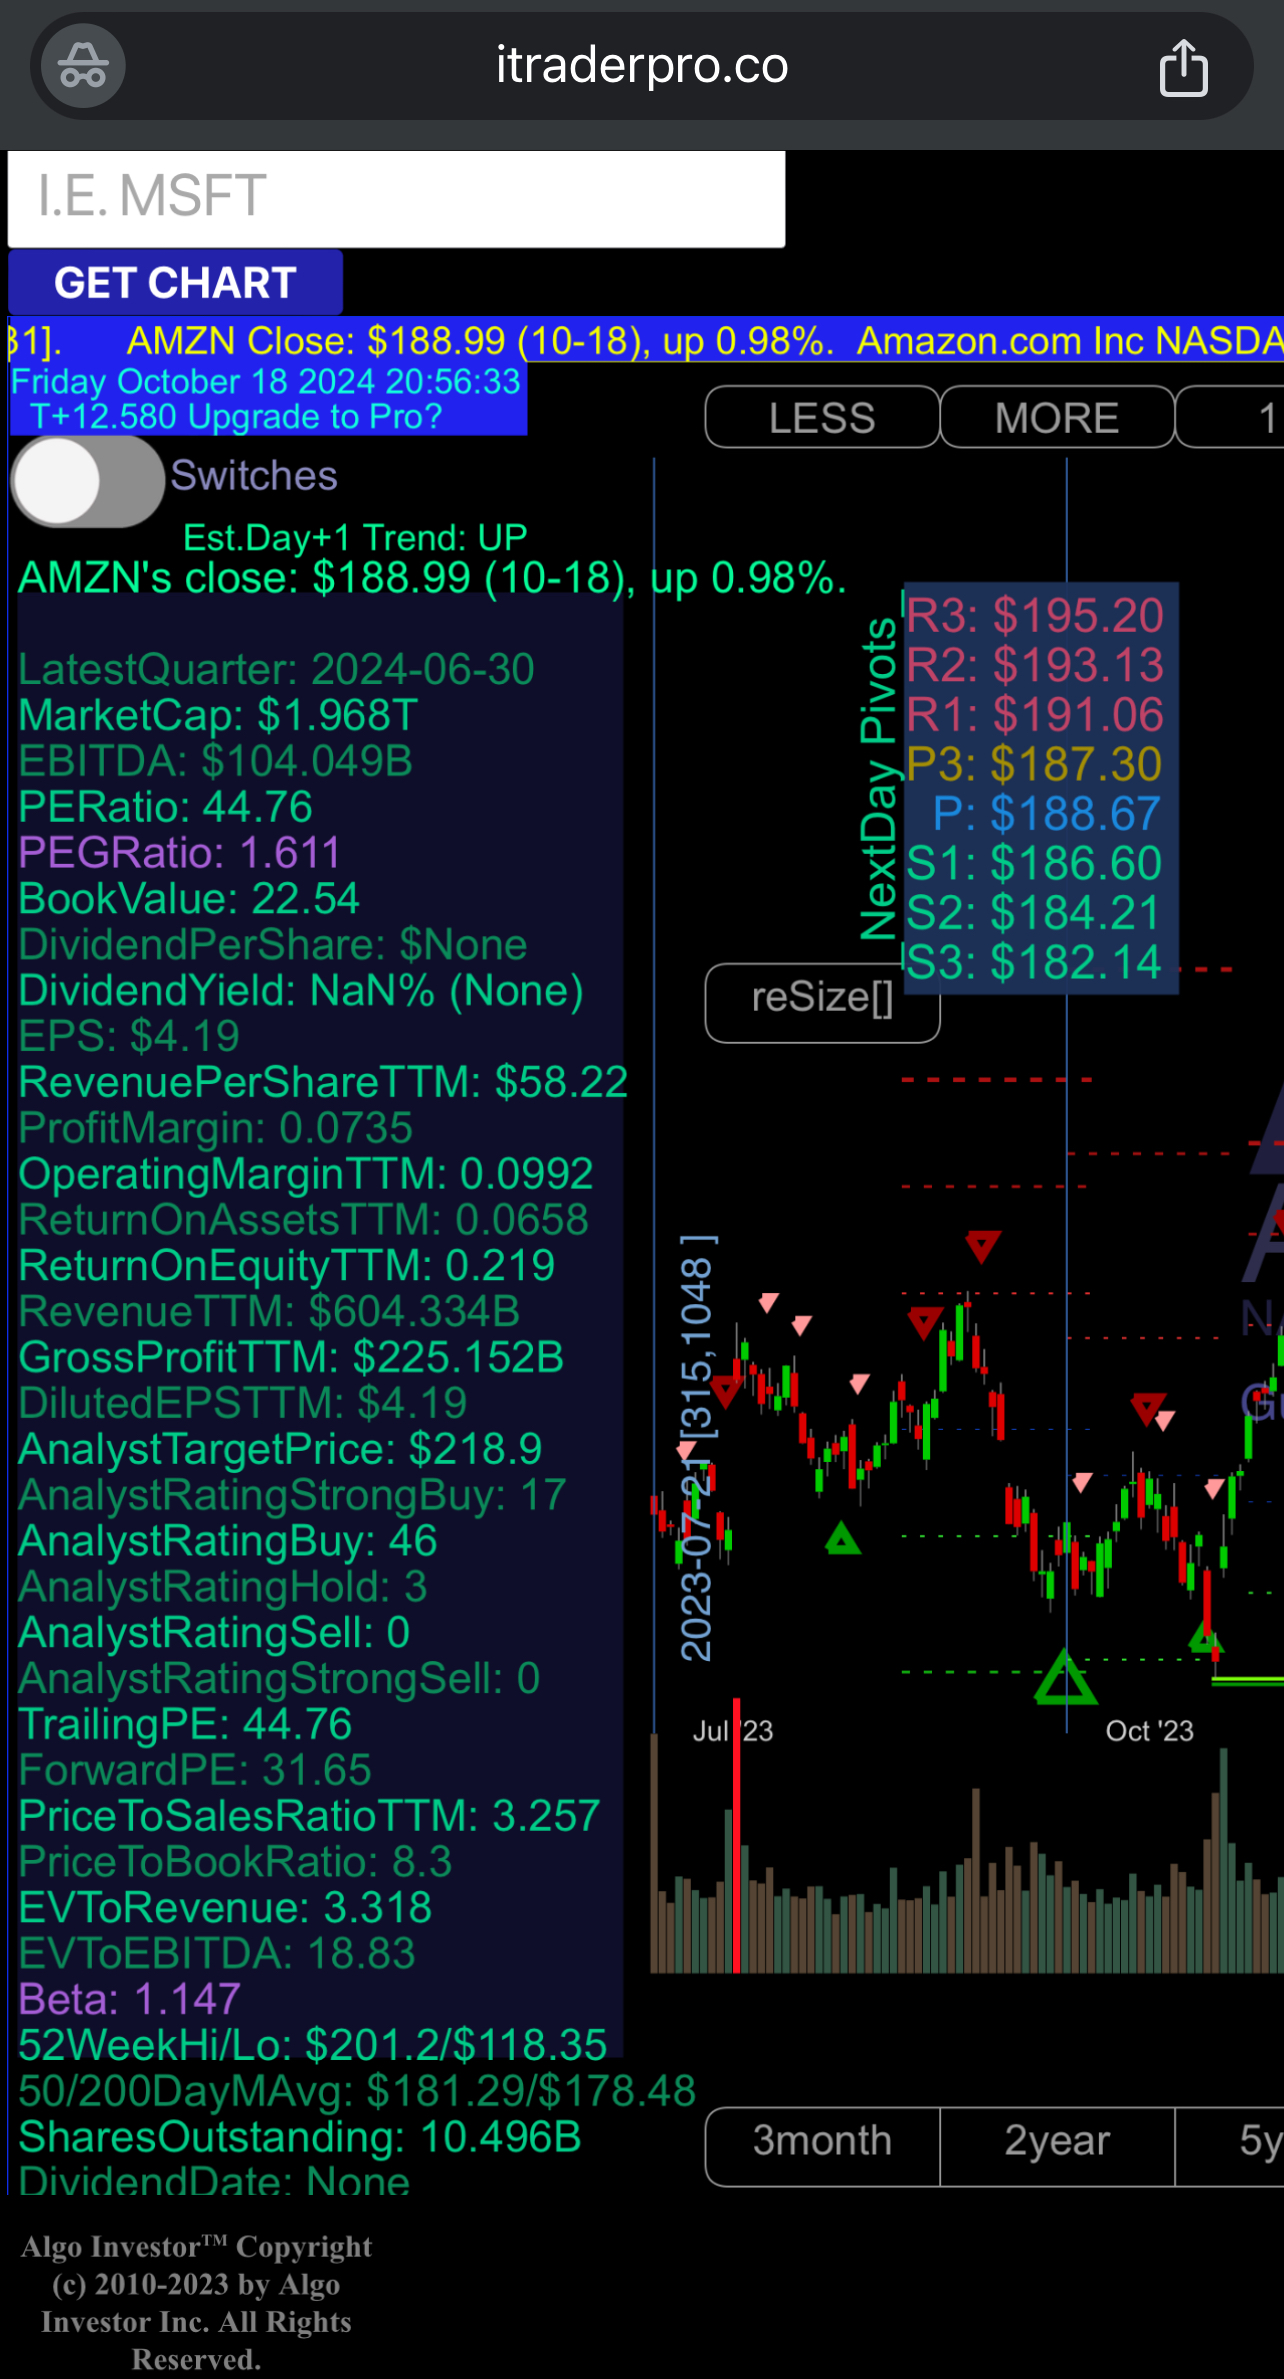 itraderpro.co
I.E. MSFT
GET CHART
31].   AMZN Close: $188.99 (10-18), up 0.98%.  Amazon.com Inc NASDA
Friday October 18 2024 20:56:33
T+12.580 Upgrade to Pro?
LESS
MORE
1
Switches
Est.Day+1 Trend: UP
AMZN's close: $188.99 (10-18), up 0.98%.
LatestQuarter: 2024-06-30
MarketCap: $1.968T
EBITDA: $104.049B
PERatio: 44.76
PEGRatio: 1.611
BookValue: 22.54
DividendPerShare: $None
DividendYield: NaN% (None)
EPS: $4.19
RevenuePerShareTTM: $58.22
ProfitMargin: 0.0735
OperatingMarginTTM: 0.0992
ReturnOnAssetsTTM: 0.0658
ReturnOnEquityTTM: 0.219
RevenueTTM: $604.334B
GrossProfitTTM: $225.152B
DilutedEPSTTM: $4.19
AnalystTargetPrice: $218.9
AnalystRatingStrongBuy: 17
AnalystRatingBuy: 46
AnalystRatingHold: 3
AnalystRatingSell: 0
AnalystRatingStrongSell: 0
TrailingPE: 44.76
ForwardPE: 31.65
PriceToSalesRatioTTM: 3.257
PriceToBookRatio: 8.3
EVToRevenue: 3.318
EVToEBITDA: 18.83
Beta: 1.147
52WeekHi/Lo: $201.2/$118.35
50/200DayMAvg: $181.29/$178.48
SharesOutstanding: 10.496B
DividendDate: None
NextDay Pivots
R3: $195.20
R2: $193.13
R1: $191.06
P3: $187.30
P: $188.67
S1: $186.60
S2: $184.21
S3: $182.14
reSize[]
2023-07-21 [315,1048 ]
Jul '23
Oct '23
3month
2year
5y
Algo Investor™ Copyright
(c) 2010-2023 by Algo
Investor Inc. All Rights
Reserved.